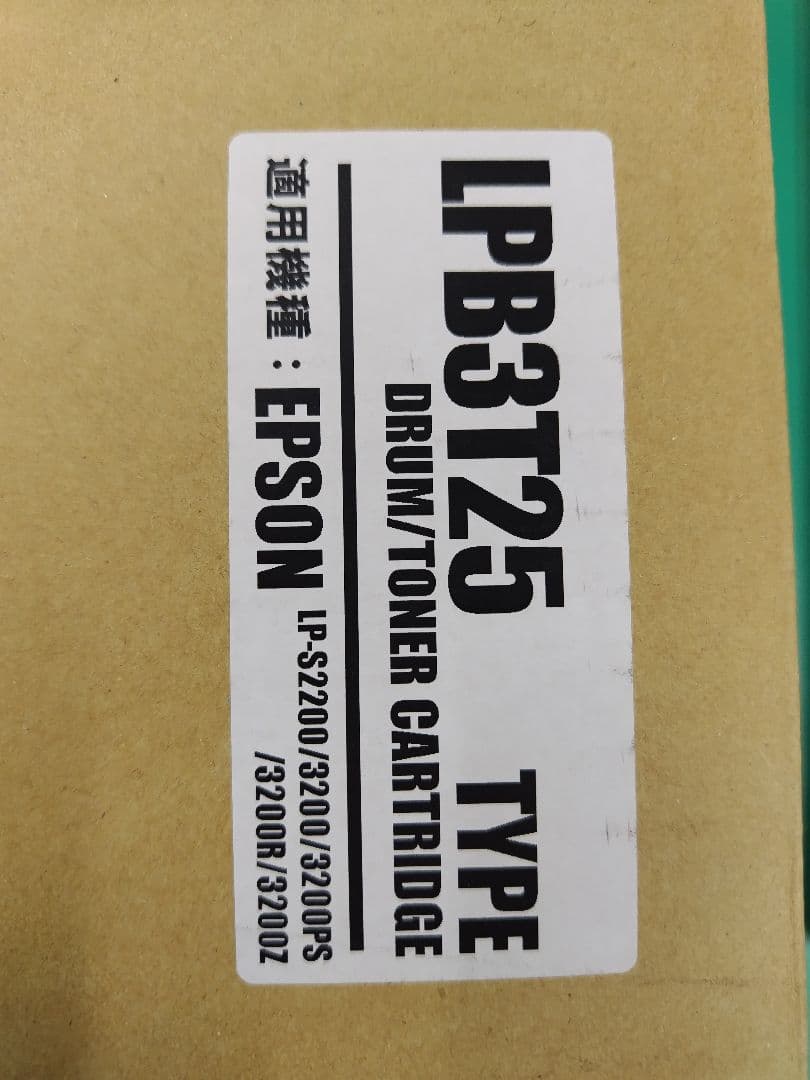 LPB3T25 TYPE
DRUM/TONER CARTRIDGE
適用機種：EPSON LP-S2200/3200/3200PS
/3200R/3200Z